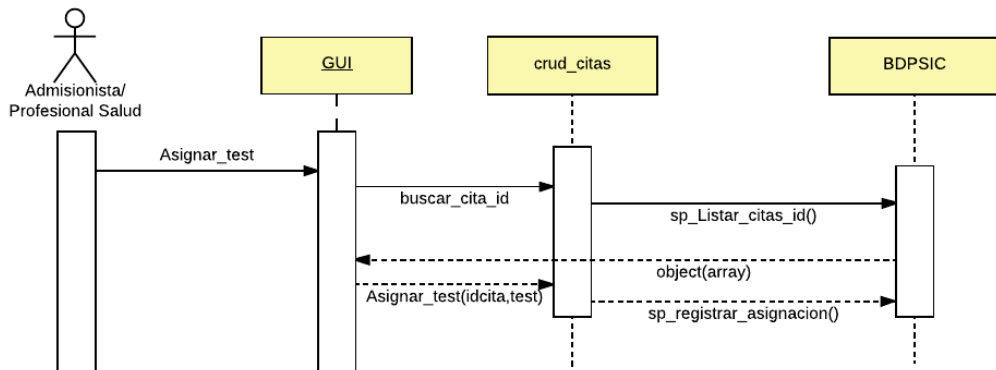 GUI
crud_citas
BDPSIC
Admisionista/
Profesional Salud
Asignar_test
buscar_cita_id
sp_Listar_citas_id()
object(array)
Asignar_test(idcita,test)
sp_registrar_asignacion()